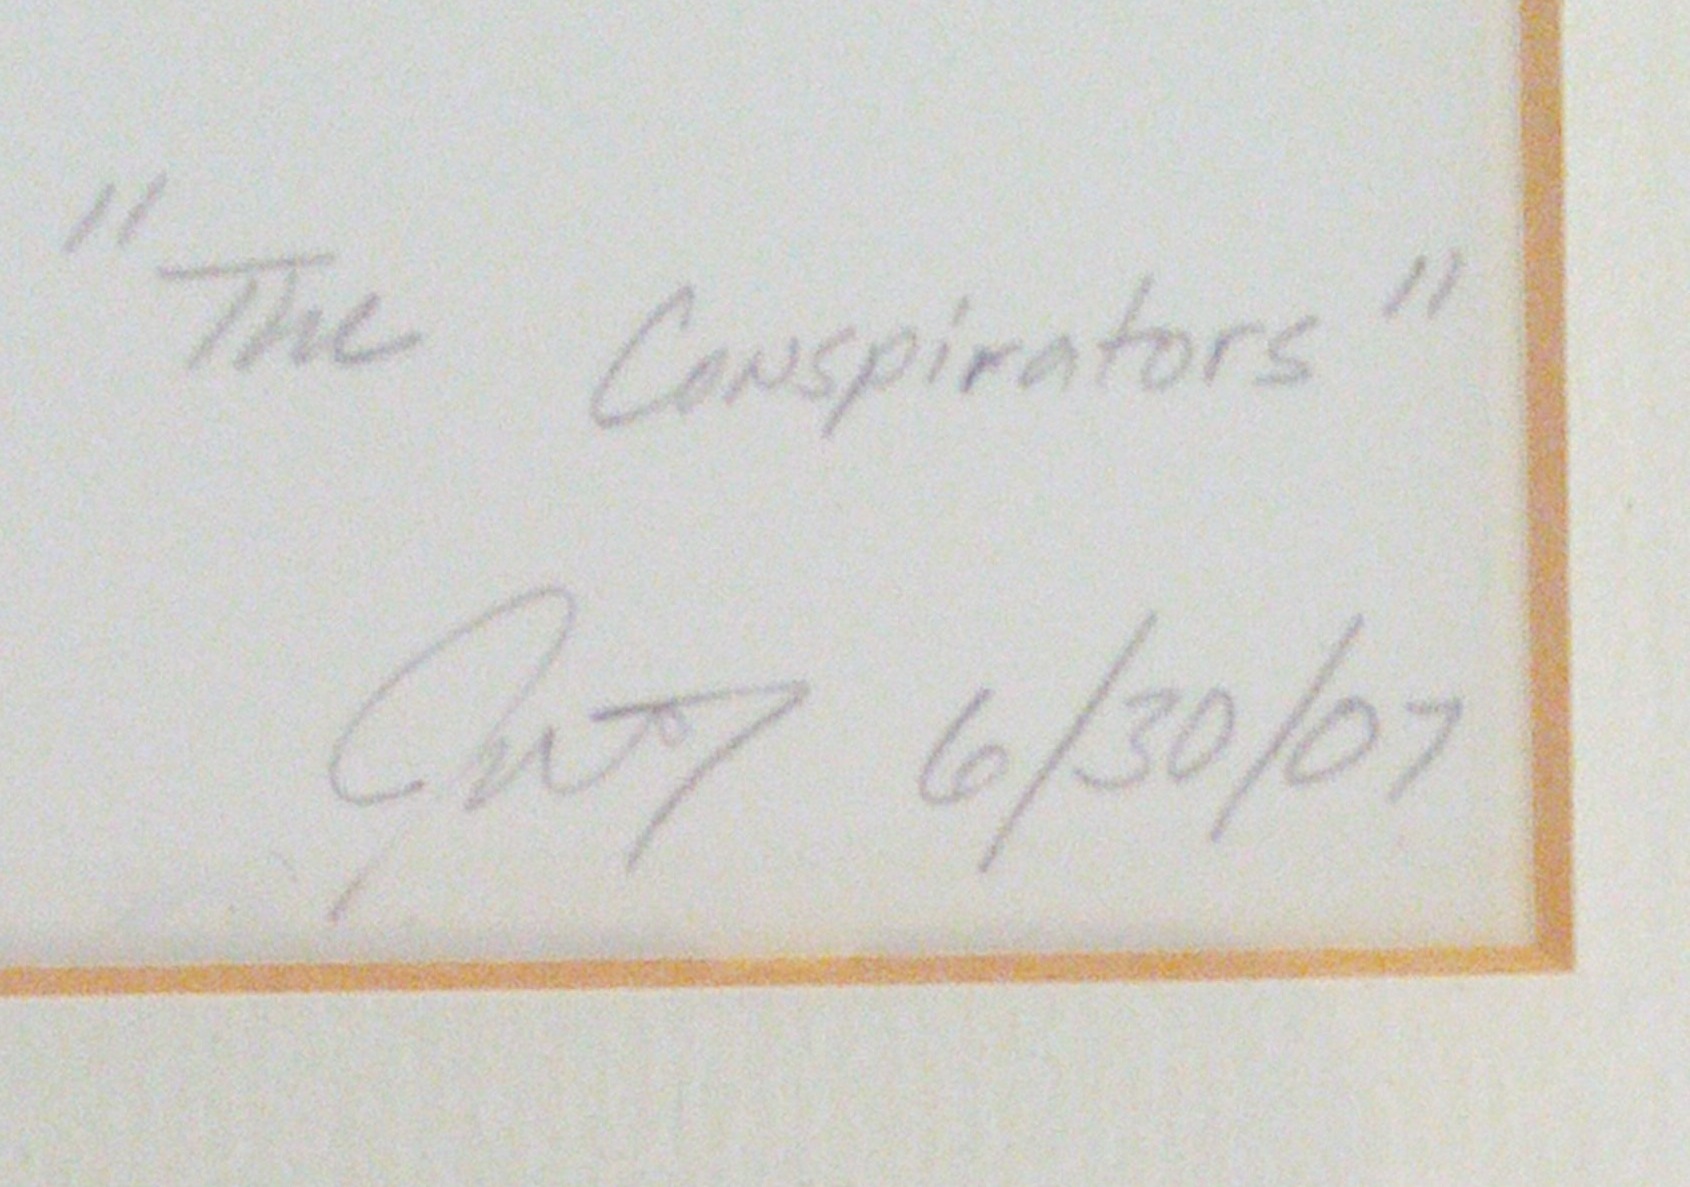 "The Conspirators"
6/30/07